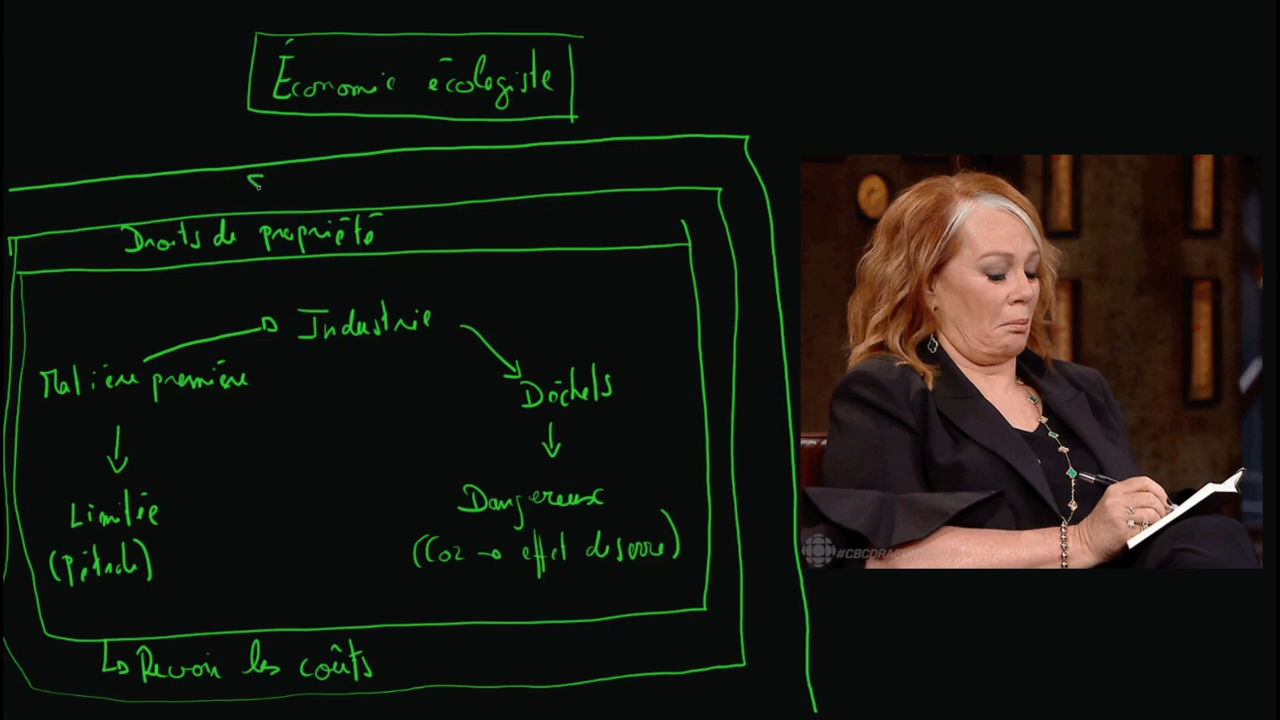 Économie écologiste
Droits de propriété
Industrie
Matière première
Déchets
Limitée
Dangereux
(Pétrole)
(CO2 → effet de serre)
↳ Revoir les coûts